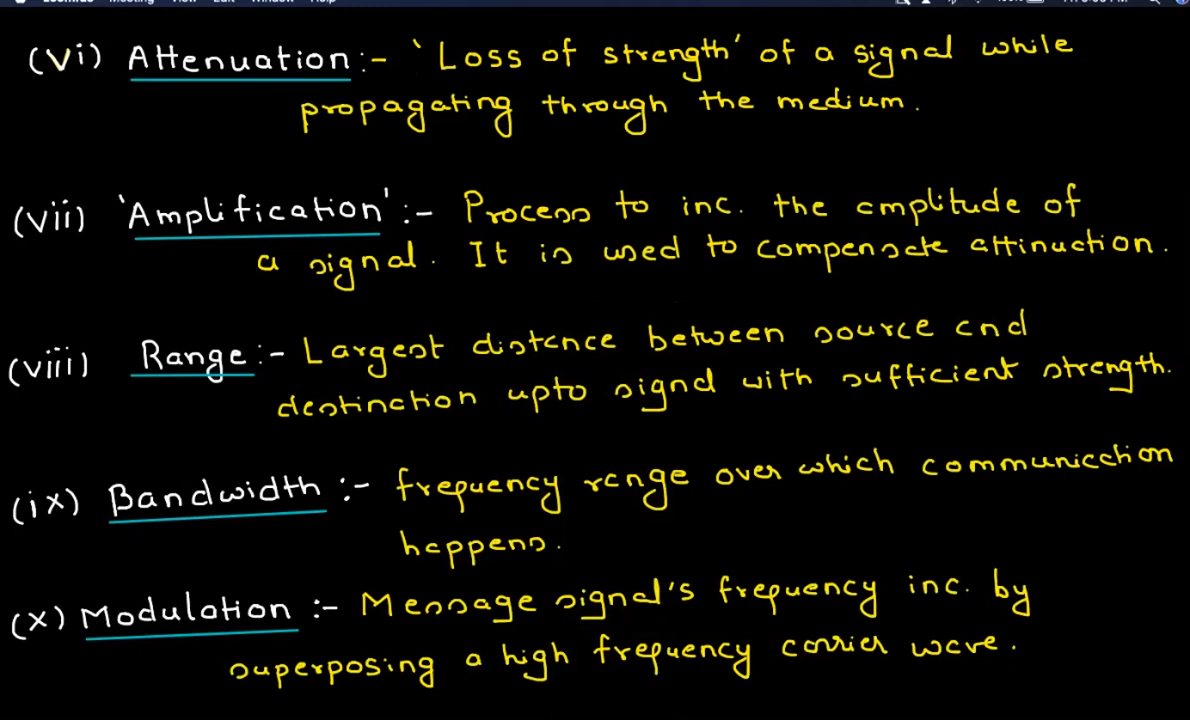 (vi) Attenuation :- 'Loss of strength' of a signal while
propagating through the medium.
(vii) 'Amplification' :- Process to inc. the amplitude of
a signal. It is used to compensate attinuation.
(viii) Range :- Largest distance between source and
destination upto signal with sufficient strength.
(ix) Bandwidth :- frequency range over which communication
happens.
(x) Modulation :- Message signal's frequency inc. by
superposing a high frequency carrier wave.